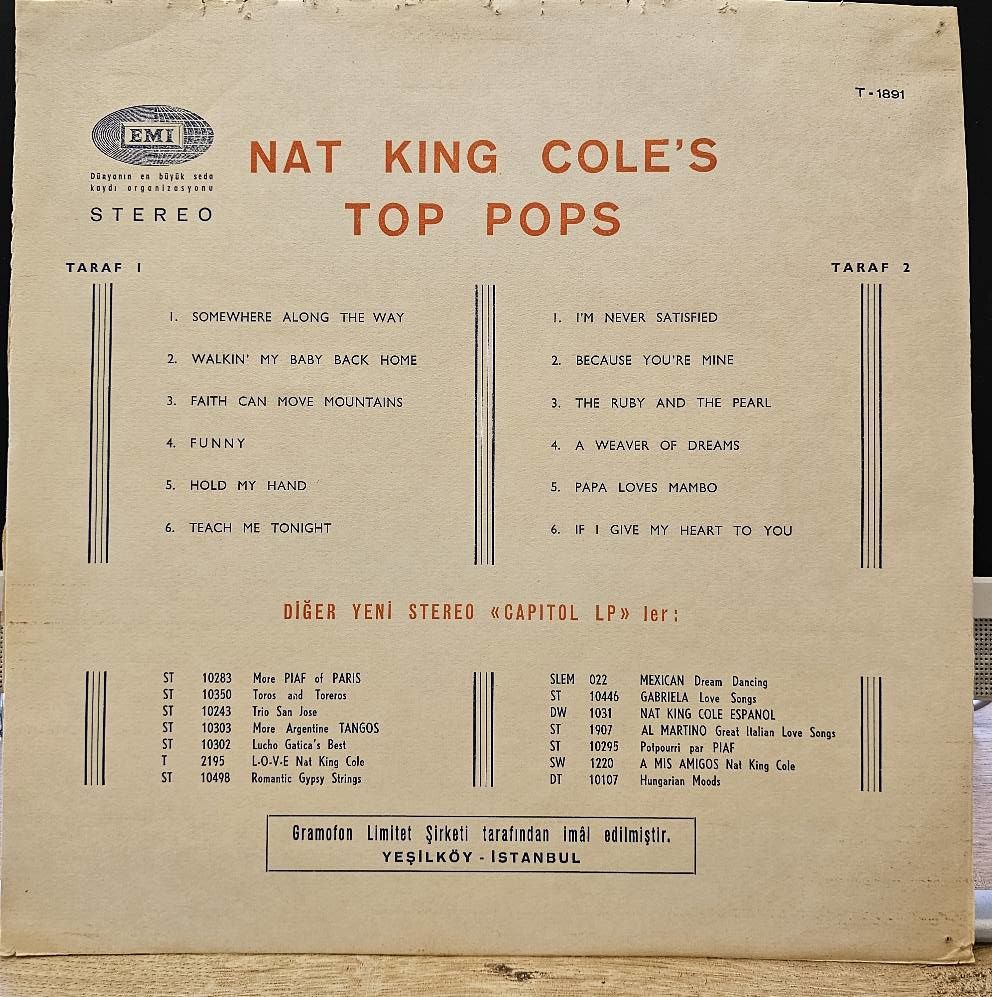 T - 1891
EMI
Dünyanın en büyük seda
kaydı organizasyonu
STEREO
NAT KING COLE'S
TOP POPS
TARAF 1
1. SOMEWHERE ALONG THE WAY
2. WALKIN' MY BABY BACK HOME
3. FAITH CAN MOVE MOUNTAINS
4. FUNNY
5. HOLD MY HAND
6. TEACH ME TONIGHT
TARAF 2
1. I'M NEVER SATISFIED
2. BECAUSE YOU'RE MINE
3. THE RUBY AND THE PEARL
4. A WEAVER OF DREAMS
5. PAPA LOVES MAMBO
6. IF I GIVE MY HEART TO YOU
DİĞER YENİ STEREO «CAPITOL LP» ler:
ST 10283 More PIAF of PARIS
ST 10350 Toros and Toreros
ST 10243 Trio San Jose
ST 10303 More Argentine TANGOS
ST 10302 Lucho Gatica's Best
T 2195 L-O-V-E Nat King Cole
ST 10498 Romantic Gypsy Strings
SLEM 022 MEXICAN Dream Dancing
ST 10446 GABRIELA Love Songs
DW 1031 NAT KING COLE ESPANOL
ST 1907 AL MARTINO Great Italian Love Songs
ST 10295 Potpourri par PIAF
SW 1220 A MIS AMIGOS Nat King Cole
DT 10107 Hungarian Moods
Gramofon Limitet Şirketi tarafından imâl edilmiştir.
YEŞİLKÖY - İSTANBUL